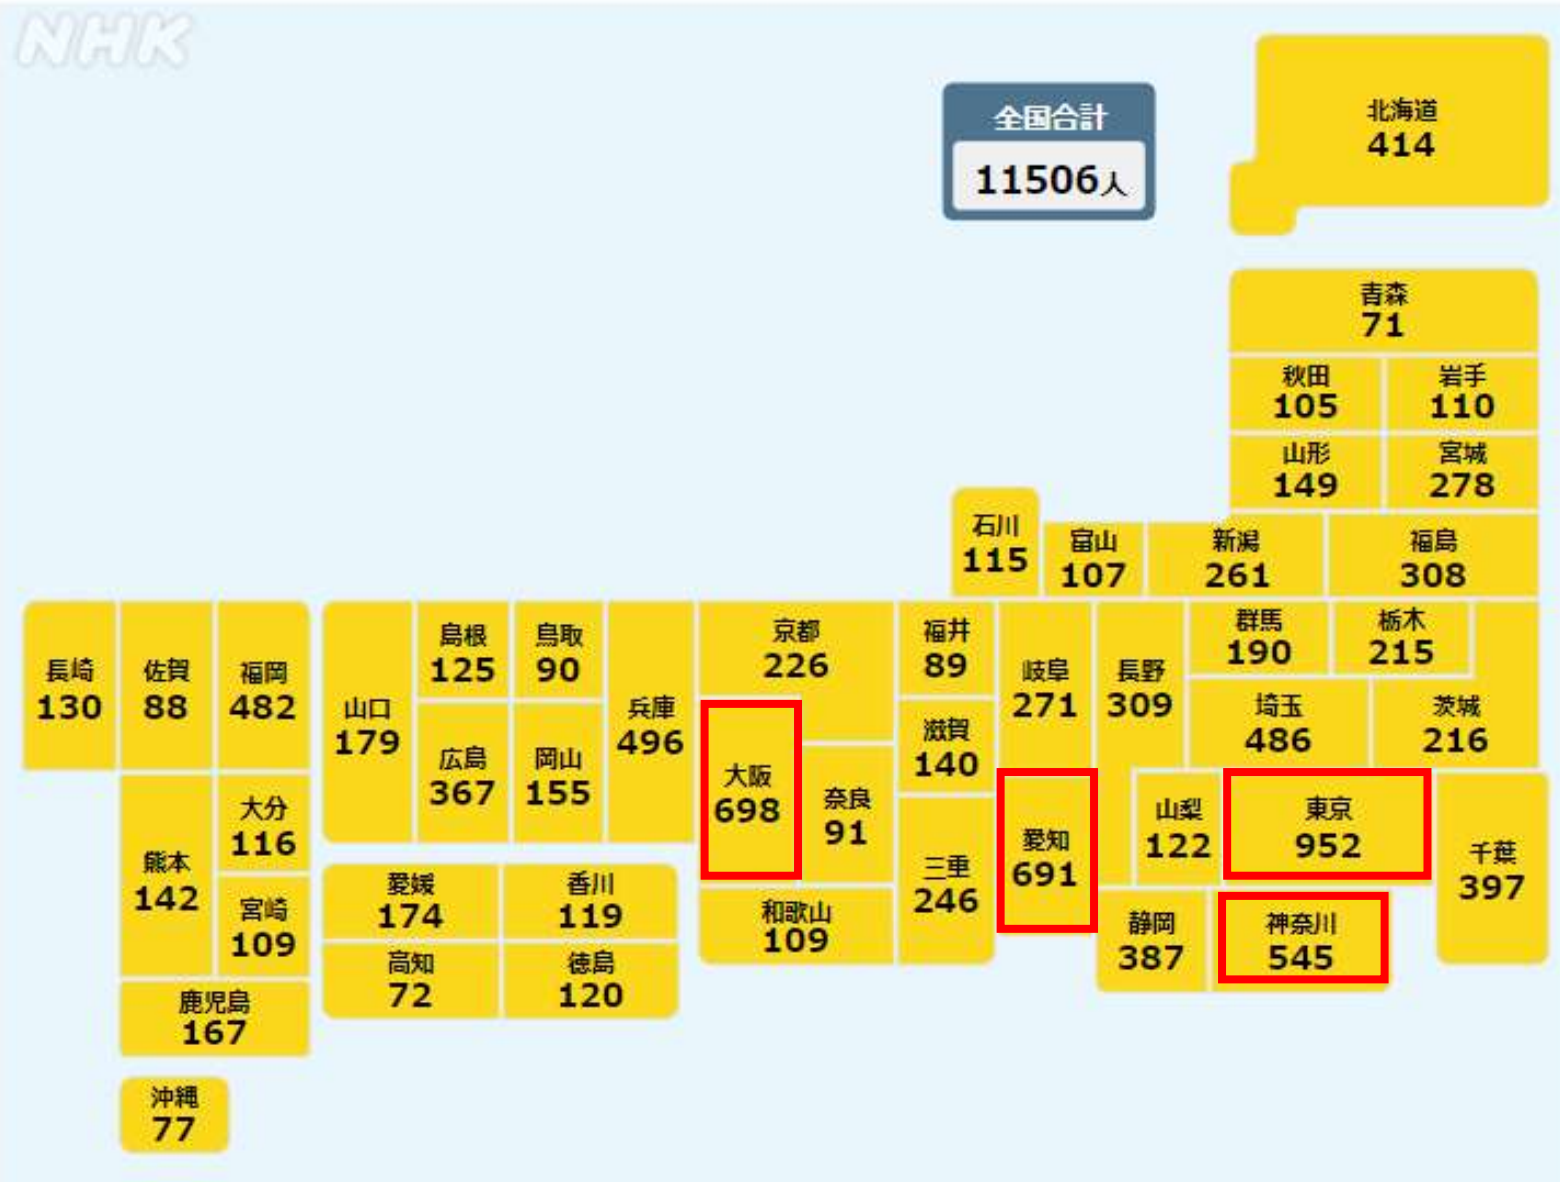 NHK
全国合計
11506人
北海道
414
青森
71
秋田
105
岩手
110
山形
149
宮城
278
石川
115
富山
107
新潟
261
福島
308
長崎
130
佐賀
88
福岡
482
山口
179
島根
125
鳥取
90
兵庫
496
京都
226
福井
89
岐阜
271
長野
309
群馬
190
栃木
215
埼玉
486
茨城
216
広島
367
岡山
155
大阪
698
奈良
91
滋賀
140
三重
246
愛知
691
山梨
122
東京
952
千葉
397
熊本
142
大分
116
宮崎
109
愛媛
174
香川
119
和歌山
109
静岡
387
神奈川
545
高知
72
徳島
120
鹿児島
167
沖縄
77